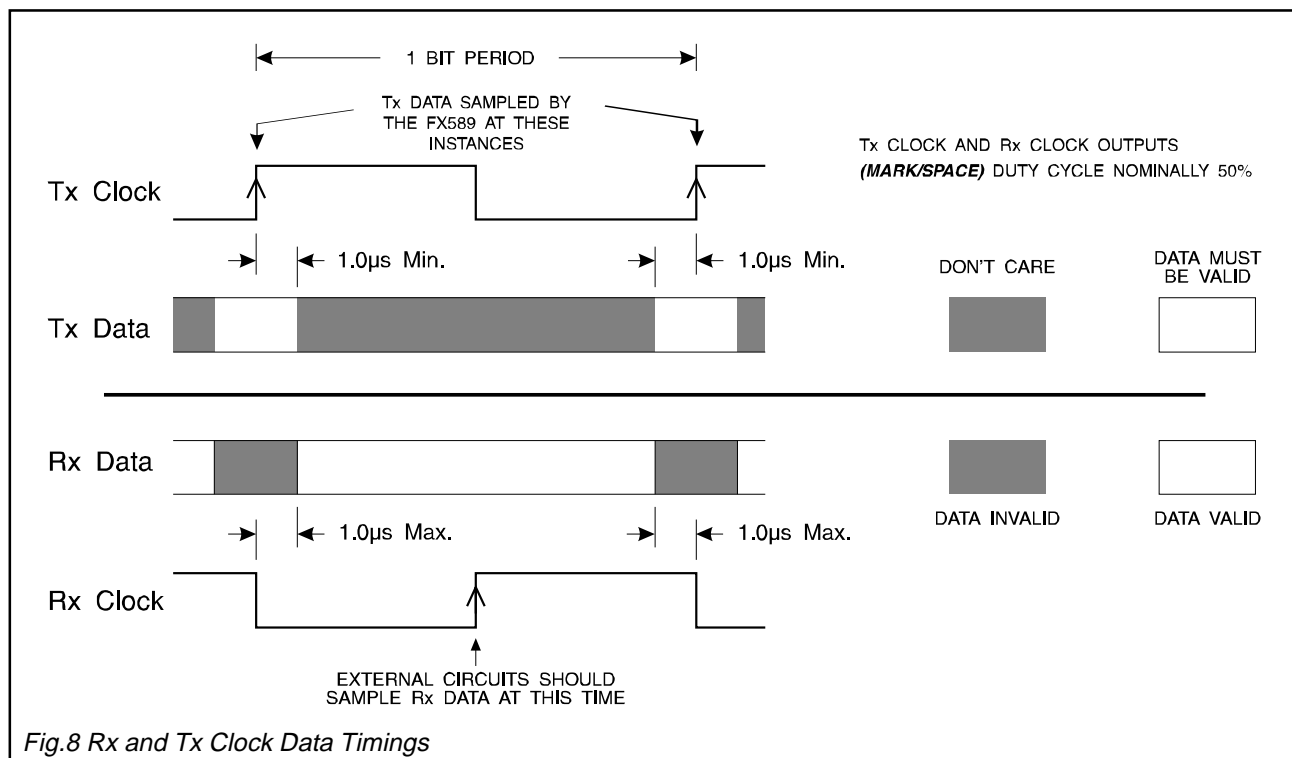 1 BIT PERIOD
Tx DATA SAMPLED BY
THE FX589 AT THESE
INSTANCES
Tx CLOCK AND Rx CLOCK OUTPUTS
(MARK/SPACE) DUTY CYCLE NOMINALLY 50%
Tx Clock
1.0µs Min.
1.0µs Min.
DON'T CARE
DATA MUST
BE VALID
Tx Data
Rx Data
DATA INVALID
DATA VALID
1.0µs Max.
1.0µs Max.
Rx Clock
EXTERNAL CIRCUITS SHOULD
SAMPLE Rx DATA AT THIS TIME
Fig.8 Rx and Tx Clock Data Timings